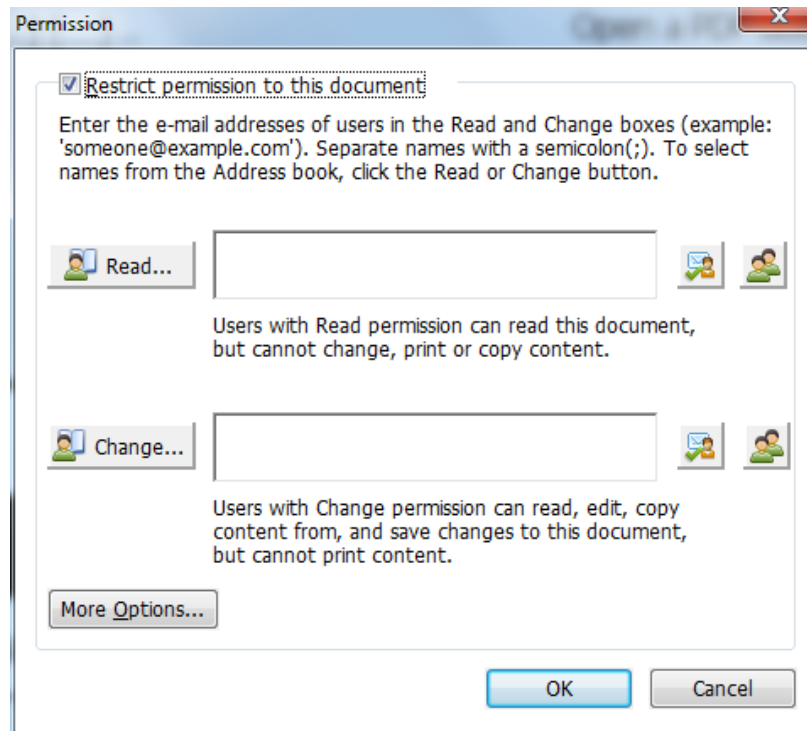 Permission
Open a PDF
X
Restrict permission to this document
Enter the e-mail addresses of users in the Read and Change boxes (example:
'someone@example.com'). Separate names with a semicolon(;). To select
names from the Address book, click the Read or Change button.
Read...
Users with Read permission can read this document,
but cannot change, print or copy content.
Change...
Users with Change permission can read, edit, copy
content from, and save changes to this document,
but cannot print content.
More Options...
OK
Cancel